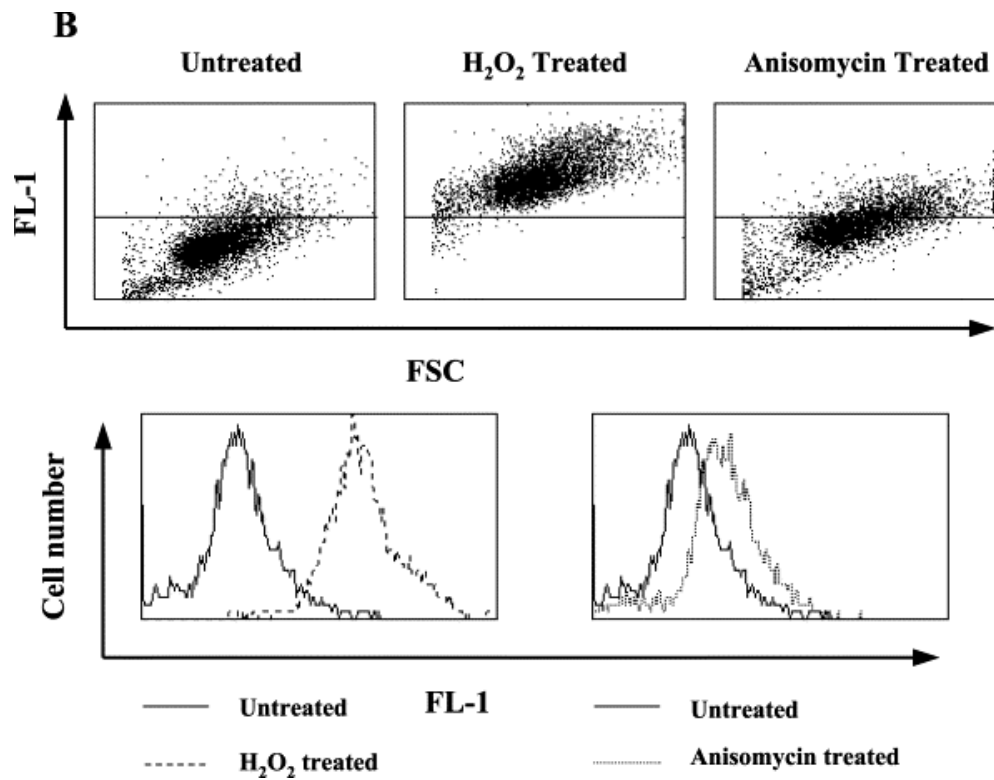 B
Untreated
H₂O₂ Treated
Anisomycin Treated
FL-1
FSC
Cell number
FL-1
Untreated
H₂O₂ treated
Untreated
Anisomycin treated